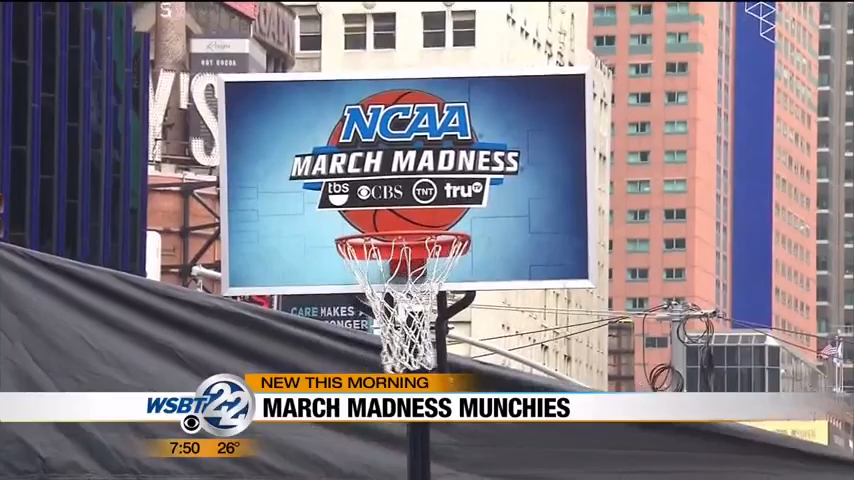 HOT COCOA
Y'S
NCAA
MARCH MADNESS
tbs CBS TNT truTV
CARE MAKES A
NEW THIS MORNING
WSBT 22
MARCH MADNESS MUNCHIES
7:50 26°